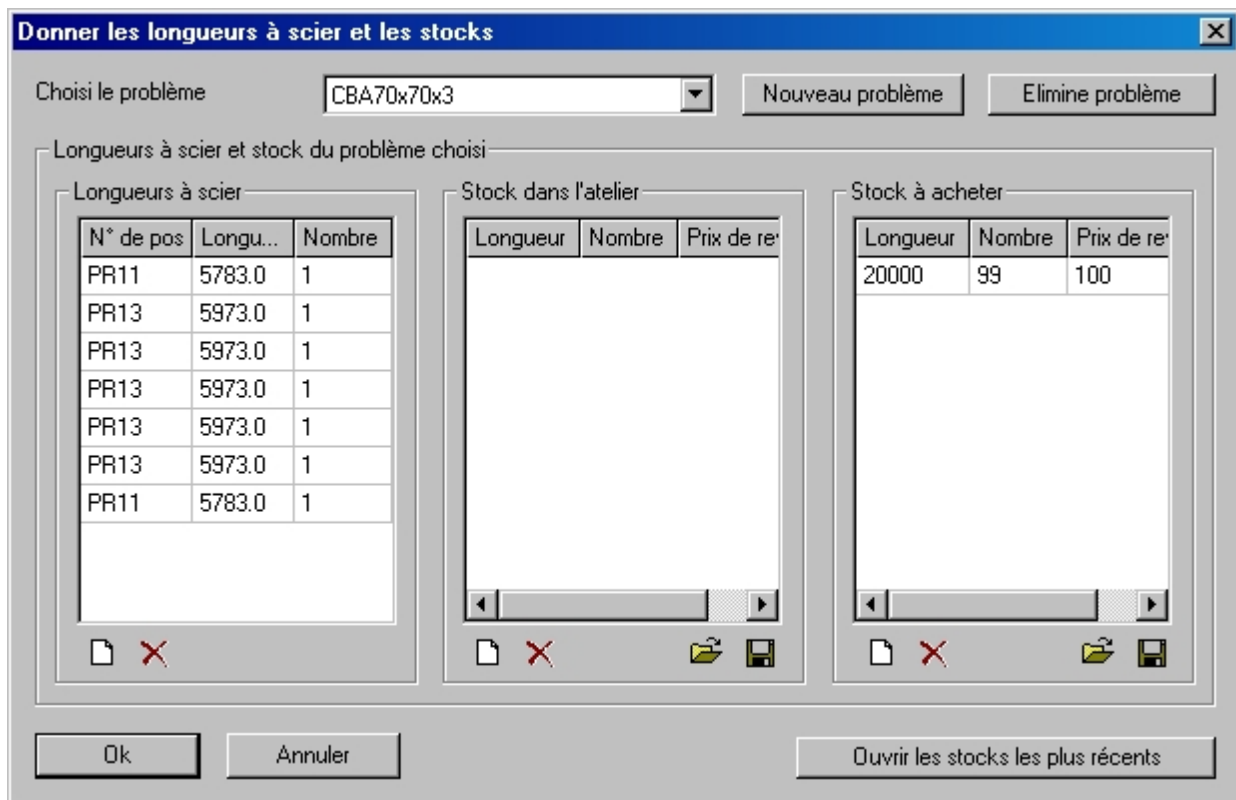 Donner les longueurs à scier et les stocks
Choisi le problème CBA70x70x3 Nouveau problème Elimine problème
Longueurs à scier et stock du problème choisi
Longueurs à scier Stock dans l'atelier Stock à acheter
N° de pos Longu... Nombre Longueur Nombre Prix de re Longueur Nombre Prix de re
PR11 5783.0 1 20000 99 100
PR13 5973.0 1
PR13 5973.0 1
PR13 5973.0 1
PR13 5973.0 1
PR13 5973.0 1
PR11 5783.0 1
Ok Annuler Ouvrir les stocks les plus récents